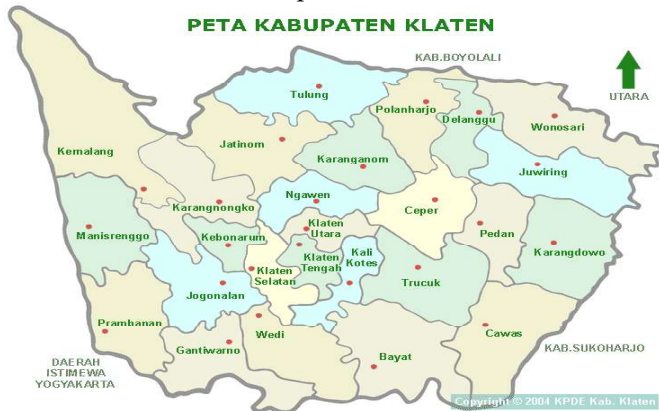 PETA KABUPATEN KLATEN
KAB.BOYOLALI
UTARA
Tulung
Polanharjo
Delanggu
Wonosari
Kemalang
Jatinom
Karanganom
Juwiring
Karangnongko
Ngawen
Ceper
Manisrenggo
Kebonarum
Klaten
Utara
Pedan
Karangdowo
Klaten
Tengah
Kali
Kotes
Klaten
Selatan
Trucuk
Jogonalan
Prambanan
Gantiwarno
Wedi
Bayat
Cawas
KAB.SUKOHARJO
DAERAH
ISTIMEWA
YOGYAKARTA
Copyright © 2004 KPDE Kab. Klaten